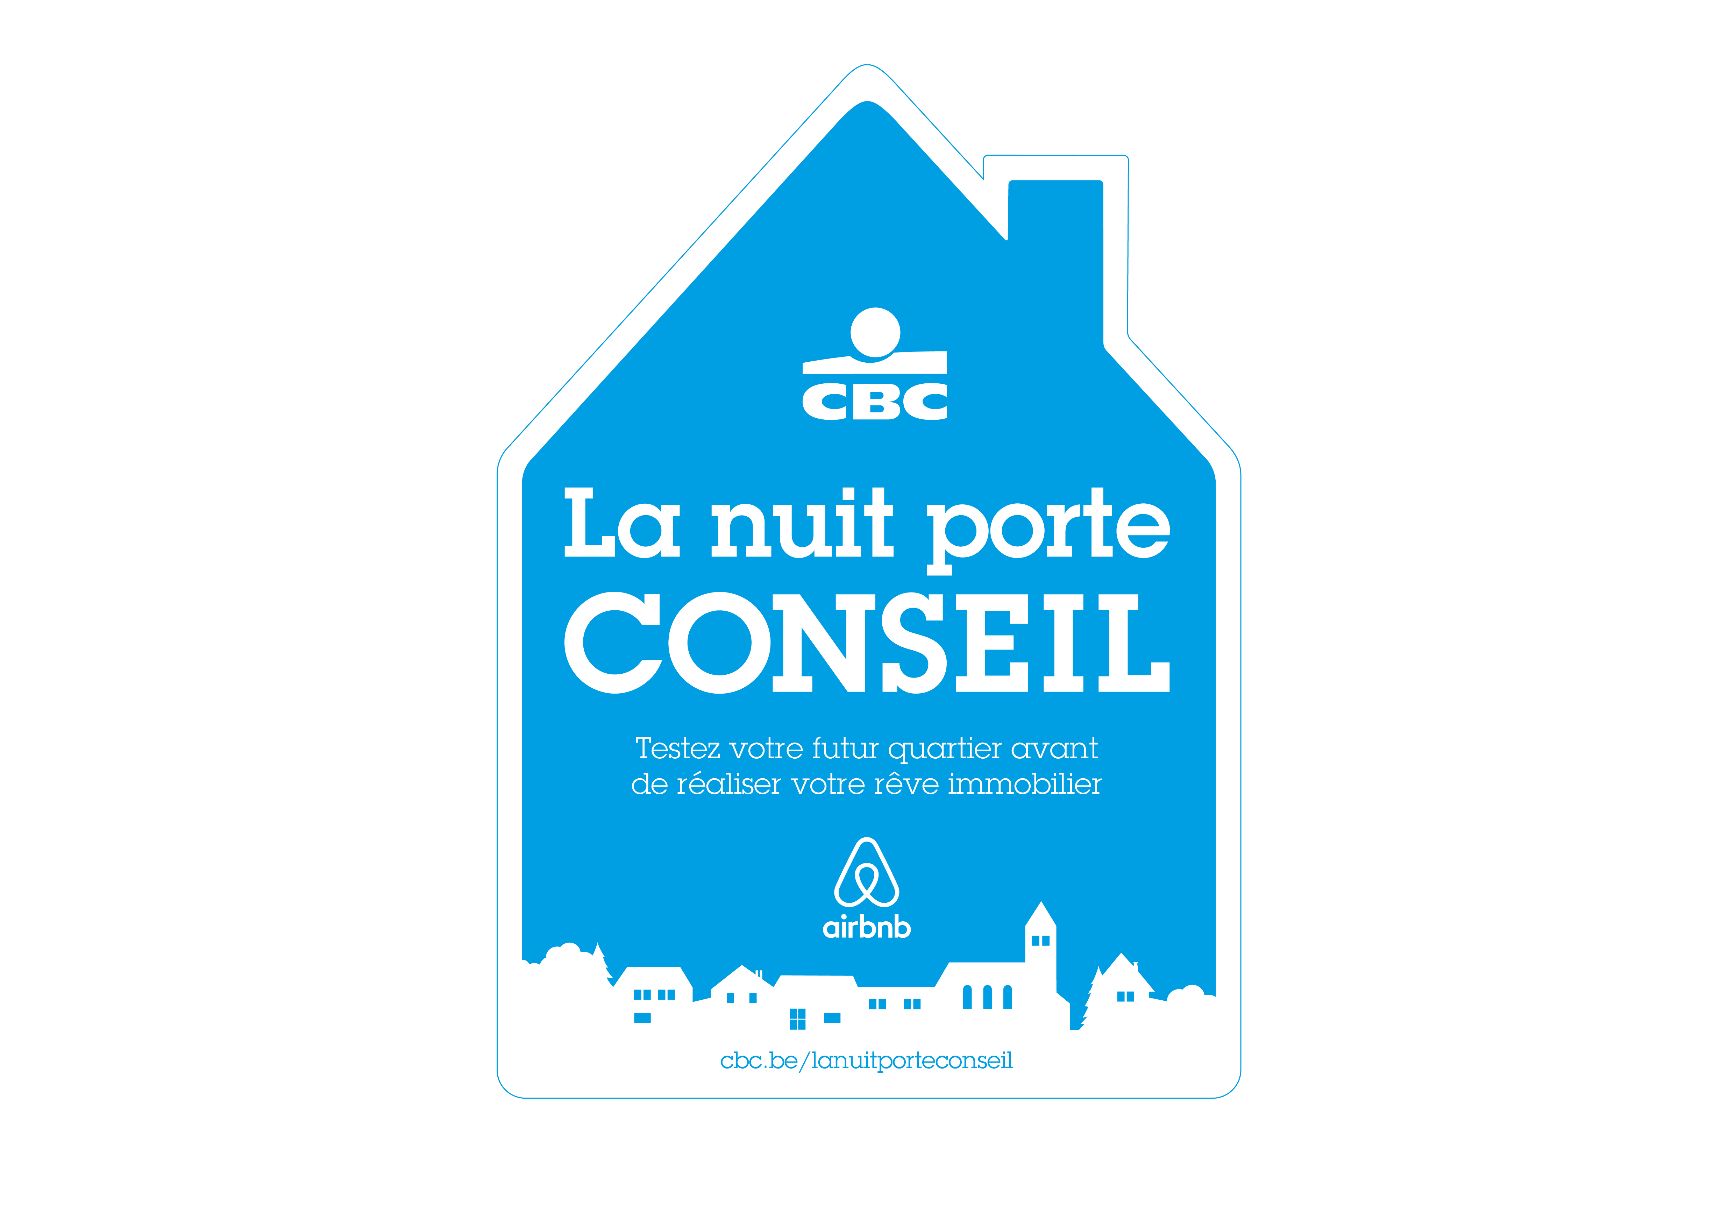 CBC
La nuit porte
CONSEIL
Testez votre futur quartier avant
de réaliser votre rêve immobilier
airbnb
cbc.be/lanuitporteconseil